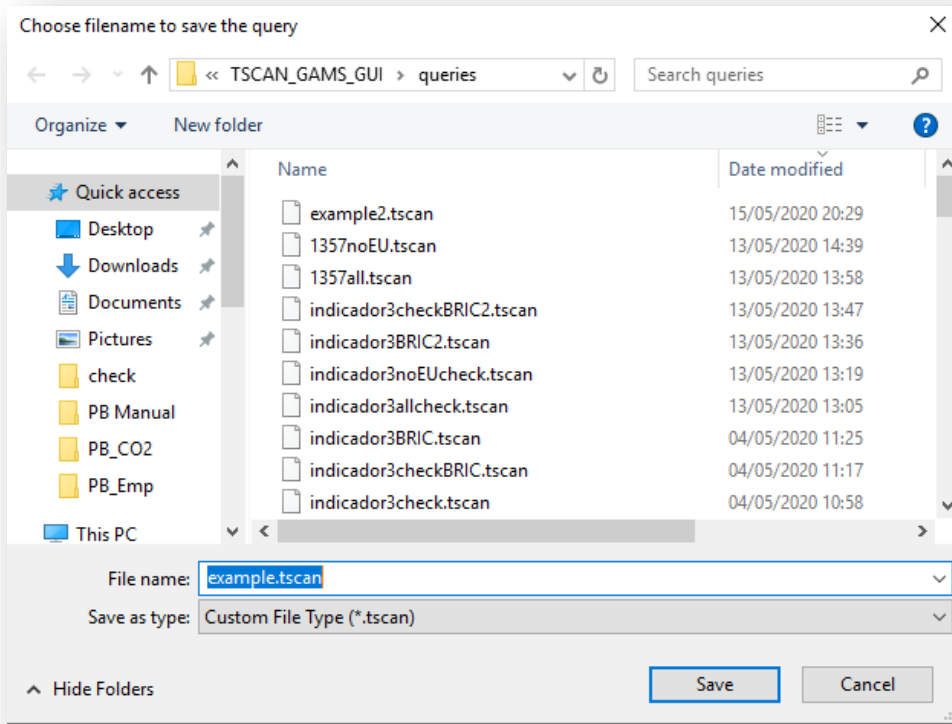 Choose filename to save the query
« TSCAN_GAMS_GUI › queries
Search queries
Organize
New folder
?
Name
Date modified
Quick access
Desktop
Downloads
Documents
Pictures
check
PB Manual
PB_CO2
PB_Emp
This PC
example2.tscan 15/05/2020 20:29
1357noEU.tscan 13/05/2020 14:39
1357all.tscan 13/05/2020 13:58
indicador3checkBRIC2.tscan 13/05/2020 13:47
indicador3BRIC2.tscan 13/05/2020 13:36
indicador3noEUcheck.tscan 13/05/2020 13:19
indicador3allcheck.tscan 13/05/2020 13:05
indicador3BRIC.tscan 04/05/2020 11:25
indicador3checkBRIC.tscan 04/05/2020 11:17
indicador3check.tscan 04/05/2020 10:58
File name: example.tscan
Save as type: Custom File Type (*.tscan)
Hide Folders
Save
Cancel